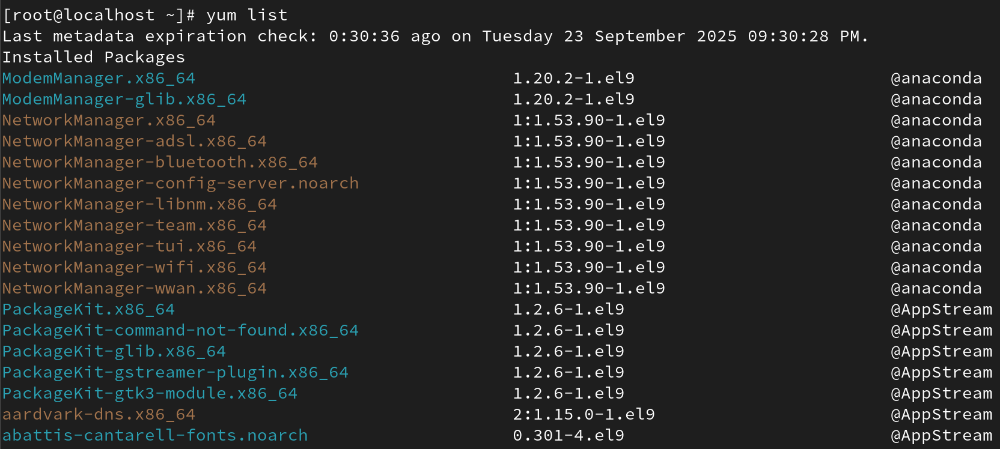 [root@localhost ~]# yum list
Last metadata expiration check: 0:30:36 ago on Tuesday 23 September 2025 09:30:28 PM.
Installed Packages
ModemManager.x86_64 1.20.2-1.el9 @anaconda
ModemManager-glib.x86_64 1.20.2-1.el9 @anaconda
NetworkManager.x86_64 1:1.53.90-1.el9 @anaconda
NetworkManager-adsl.x86_64 1:1.53.90-1.el9 @anaconda
NetworkManager-bluetooth.x86_64 1:1.53.90-1.el9 @anaconda
NetworkManager-config-server.noarch 1:1.53.90-1.el9 @anaconda
NetworkManager-libnm.x86_64 1:1.53.90-1.el9 @anaconda
NetworkManager-team.x86_64 1:1.53.90-1.el9 @anaconda
NetworkManager-tui.x86_64 1:1.53.90-1.el9 @anaconda
NetworkManager-wifi.x86_64 1:1.53.90-1.el9 @anaconda
NetworkManager-wwan.x86_64 1:1.53.90-1.el9 @anaconda
PackageKit.x86_64 1.2.6-1.el9 @AppStream
PackageKit-command-not-found.x86_64 1.2.6-1.el9 @AppStream
PackageKit-glib.x86_64 1.2.6-1.el9 @AppStream
PackageKit-gstreamer-plugin.x86_64 1.2.6-1.el9 @AppStream
PackageKit-gtk3-module.x86_64 1.2.6-1.el9 @AppStream
aardvark-dns.x86_64 2:1.15.0-1.el9 @AppStream
abattis-cantarell-fonts.noarch 0.301-4.el9 @AppStream